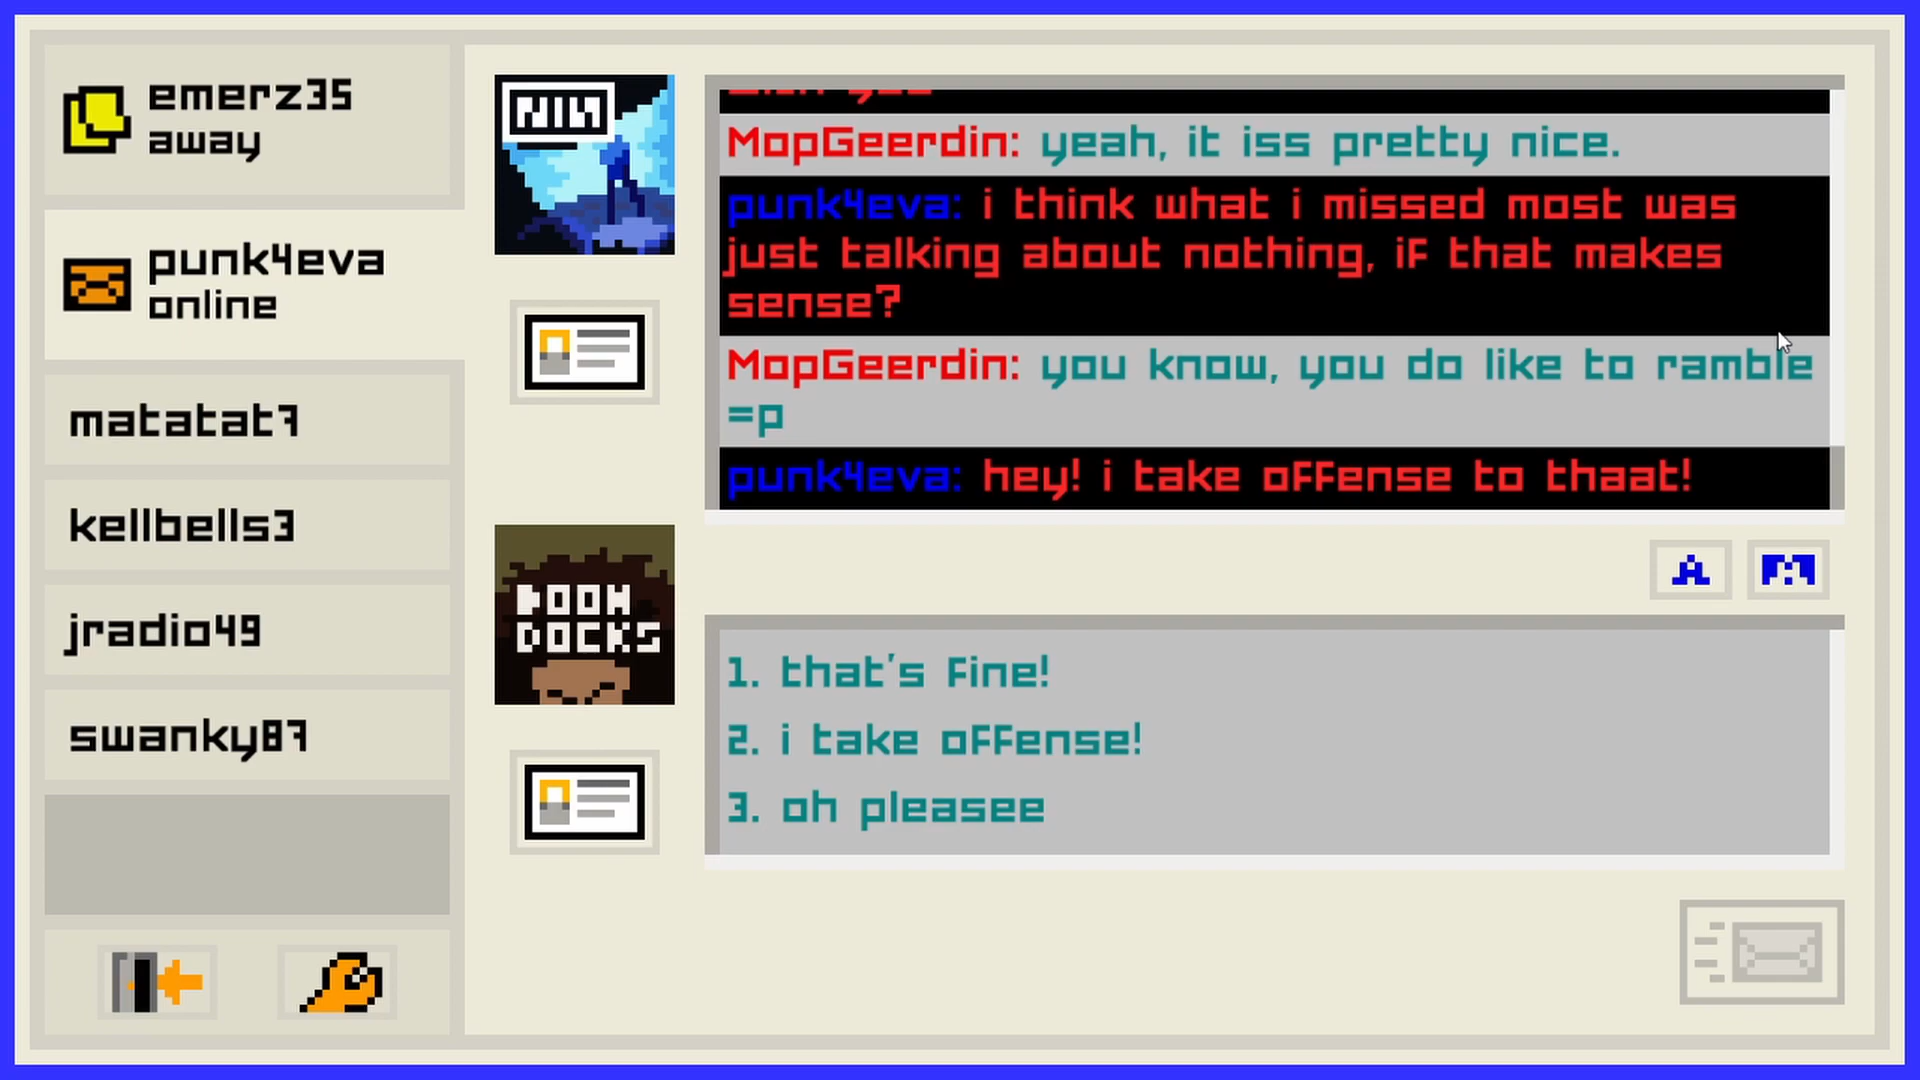 emerz35
away
punk4eva
online
matatat7
kellbells3
jradio49
swanky87
MopGeerdin: yeah, it iss pretty nice.
punk4eva: i think what i missed most was
just talking about nothing, if that makes
sense?
MopGeerdin: you know, you do like to ramble
=p
punk4eva: hey! i take offense to thaat!
A M
BOON
DOCKS
1. that's fine!
2. i take offense!
3. oh pleasee